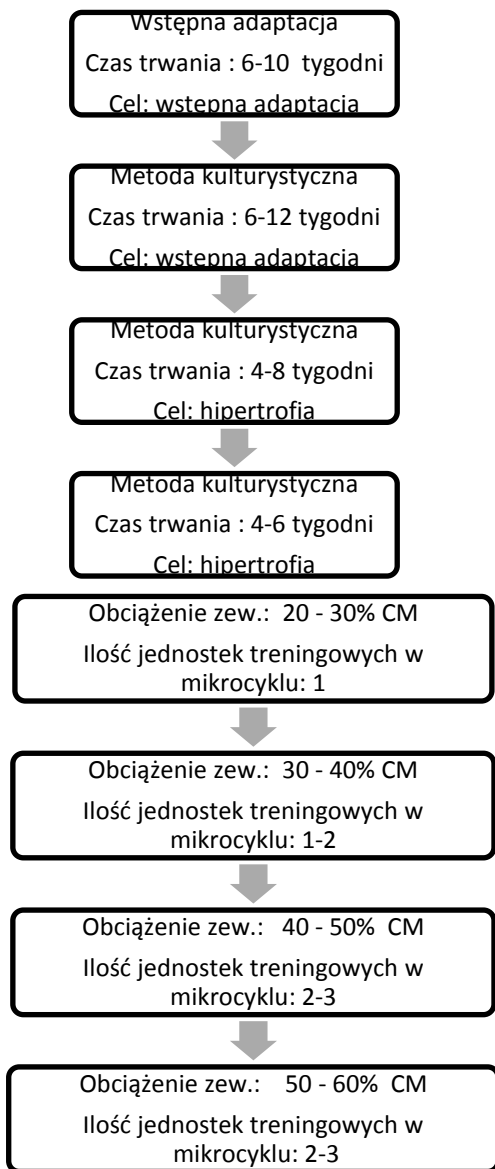 Wstępna adaptacja
Czas trwania : 6-10 tygodni
Cel: wstepna adaptacja
Metoda kulturystyczna
Czas trwania : 6-12 tygodni
Cel: wstepna adaptacja
Metoda kulturystyczna
Czas trwania : 4-8 tygodni
Cel: hipertrofia
Metoda kulturystyczna
Czas trwania : 4-6 tygodni
Cel: hipertrofia
Obciążenie zew.: 20 - 30% CM
Ilość jednostek treningowych w
mikrocyklu: 1
Obciążenie zew.: 30 - 40% CM
Ilość jednostek treningowych w
mikrocyklu: 1-2
Obciążenie zew.: 40 - 50% CM
Ilość jednostek treningowych w
mikrocyklu: 2-3
Obciążenie zew.: 50 - 60% CM
Ilość jednostek treningowych w
mikrocyklu: 2-3